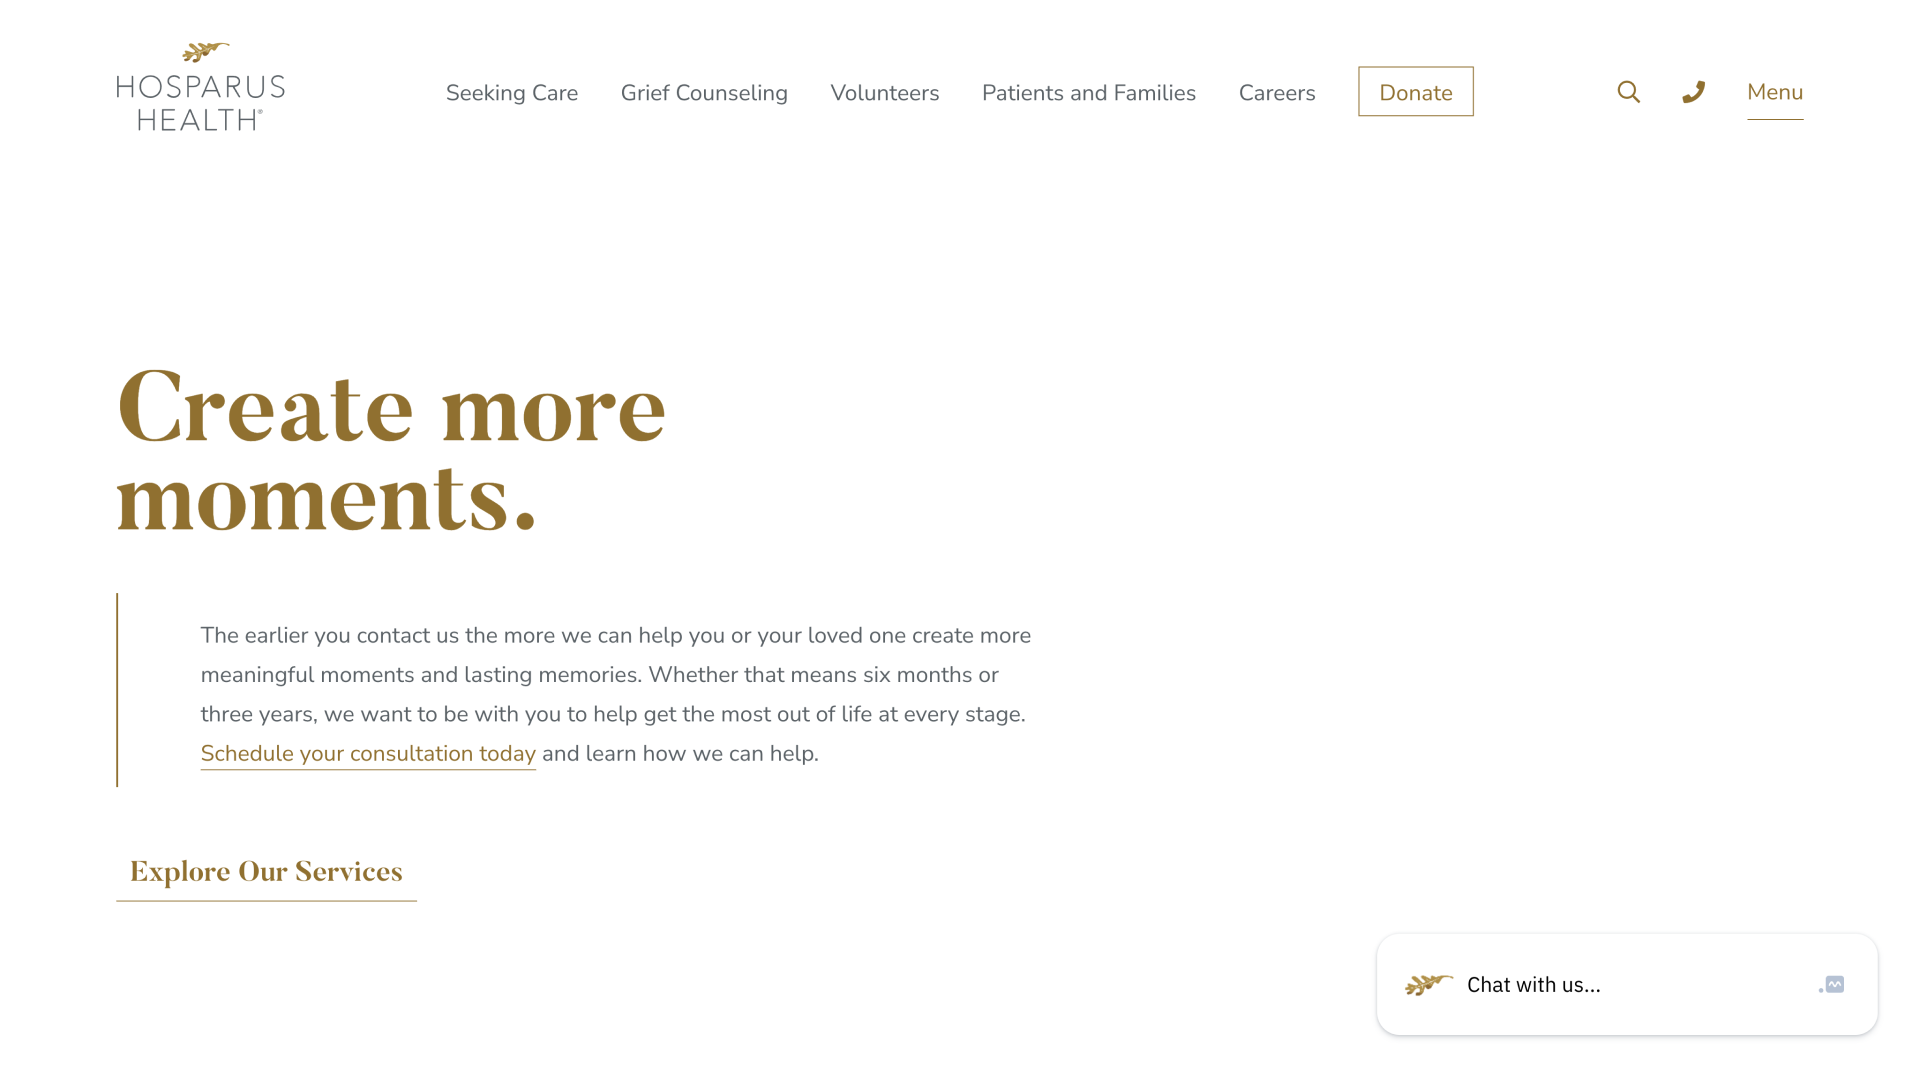 HOSPARUS
HEALTH®
Seeking Care
Grief Counseling
Volunteers
Patients and Families
Careers
Donate
Menu
Create more
moments.
The earlier you contact us the more we can help you or your loved one create more
meaningful moments and lasting memories. Whether that means six months or
three years, we want to be with you to help get the most out of life at every stage.
Schedule your consultation today and learn how we can help.
Explore Our Services
Chat with us...